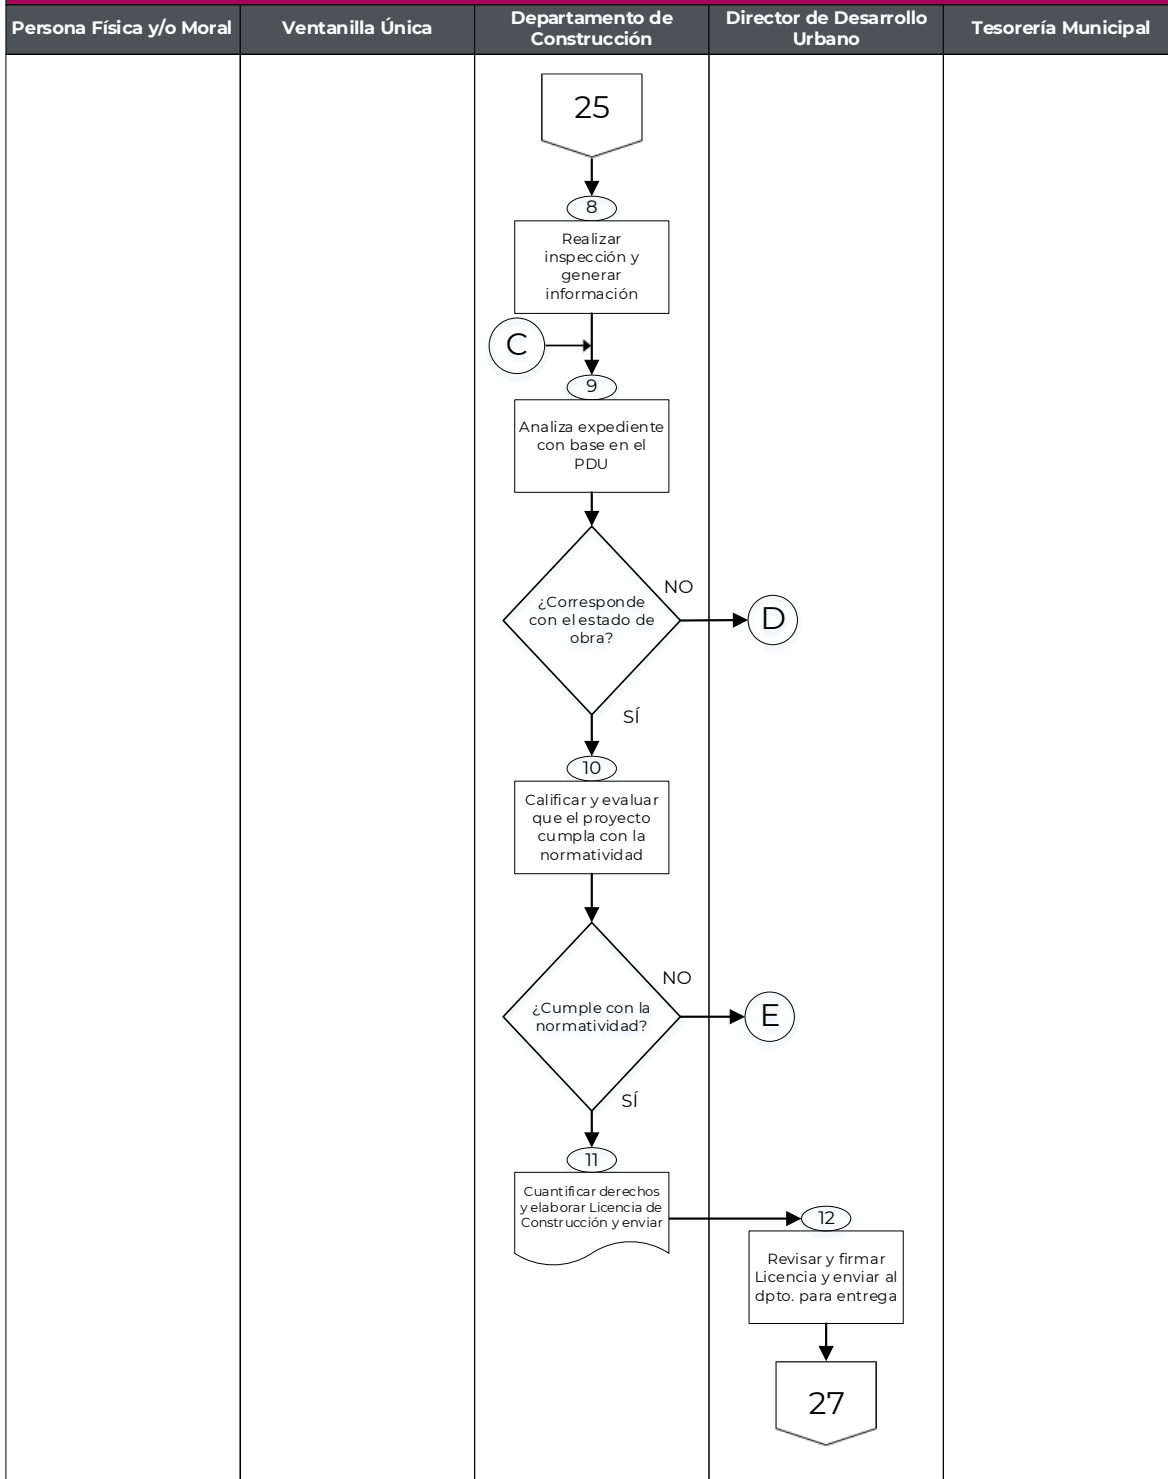 Persona Física y/o Moral
Ventanilla Única
Departamento de
Construcción
Director de Desarrollo
Urbano
Tesorería Municipal
25
8
Realizar
inspección y
generar
información
C
9
Analiza expediente
con base en el
PDU
¿Corresponde
con el estado de
obra?
NO
D
SÍ
10
Calificar y evaluar
que el proyecto
cumpla con la
normatividad
¿Cumple con la
normatividad?
NO
E
SÍ
11
Cuantificar derechos
y elaborar Licencia de
Construcción y enviar
12
Revisar y firmar
Licencia y enviar al
dpto. para entrega
27